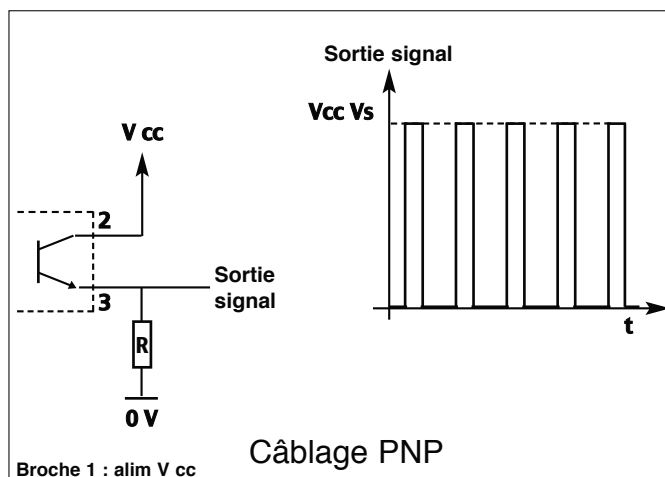 Sortie signal
Vcc Vs
V cc
2
Sortie
signal
3
t
R
0 V
Câblage PNP
Broche 1 : alim V cc